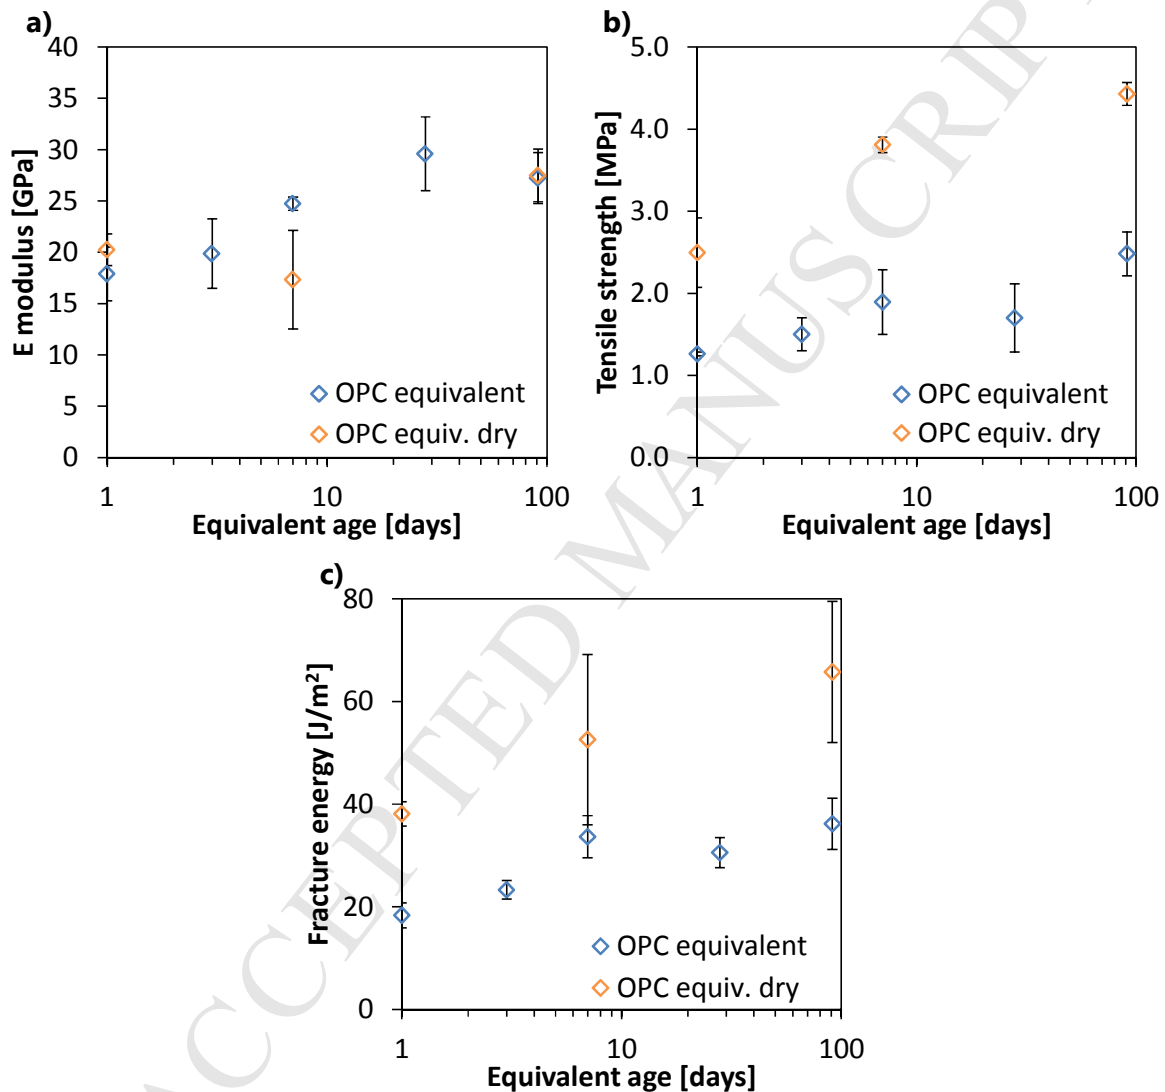 a)
40
35
30
25
20
15
10
5
0
E modulus [GPa]
OPC equivalent
OPC equiv. dry
1 10 100
Equivalent age [days]
b)
5.0
4.0
3.0
2.0
1.0
0.0
Tensile strength [MPa]
OPC equivalent
OPC equiv. dry
1 10 100
Equivalent age [days]
c)
80
60
40
20
0
Fracture energy [J/m²]
OPC equivalent
OPC equiv. dry
1 10 100
Equivalent age [days]
ACCEPTED MANUSCRIP